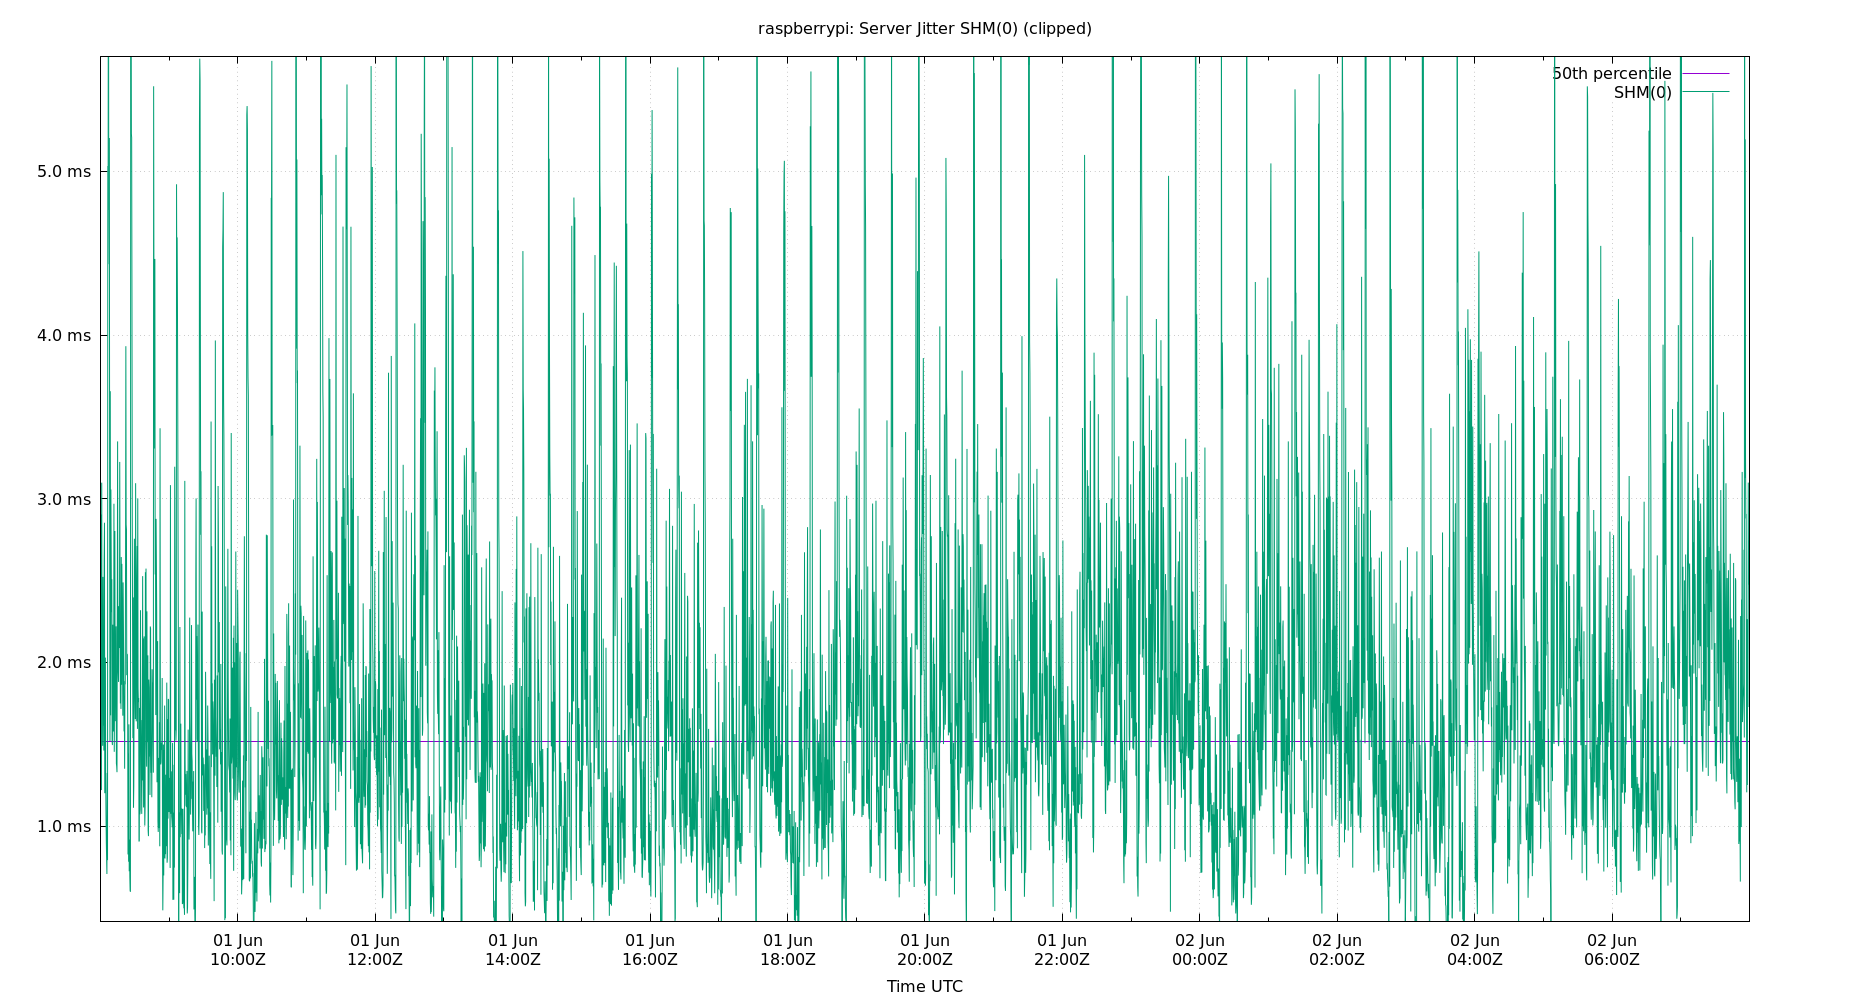 raspberrypi: Server Jitter SHM(0) (clipped)
50th percentile
SHM(0)
5.0 ms
4.0 ms
3.0 ms
2.0 ms
1.0 ms
01 Jun 01 Jun 01 Jun 01 Jun 01 Jun 01 Jun 01 Jun 02 Jun 02 Jun 02 Jun 02 Jun
10:00Z 12:00Z 14:00Z 16:00Z 18:00Z 20:00Z 22:00Z 00:00Z 02:00Z 04:00Z 06:00Z
Time UTC